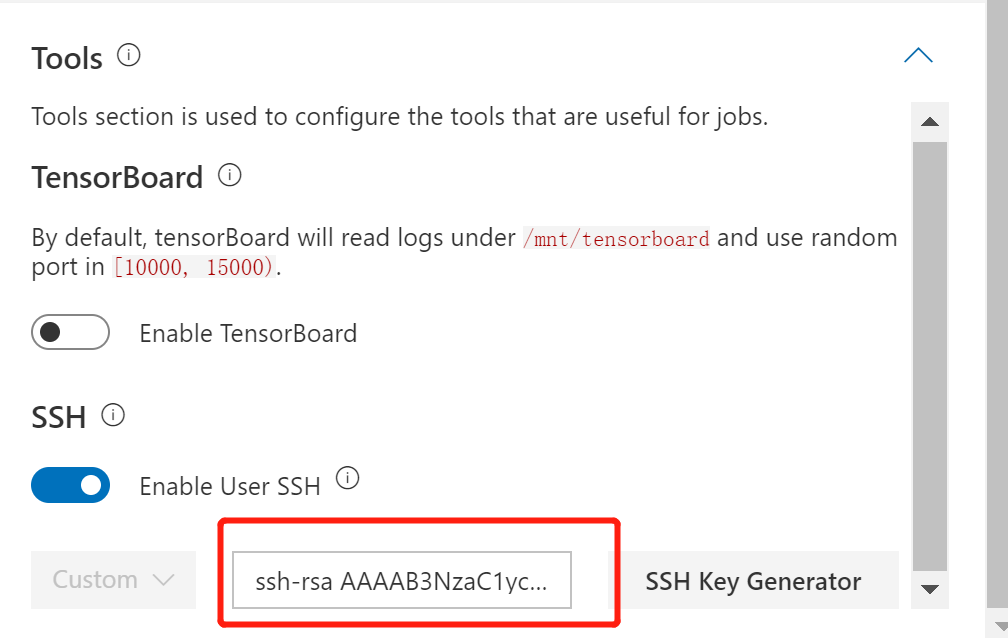 Tools
Tools section is used to configure the tools that are useful for jobs.
TensorBoard
By default, tensorBoard will read logs under /mnt/tensorboard and use random
port in [10000, 15000).
Enable TensorBoard
SSH
Enable User SSH
Custom ssh-rsa AAAAB3NzaC1yc... SSH Key Generator